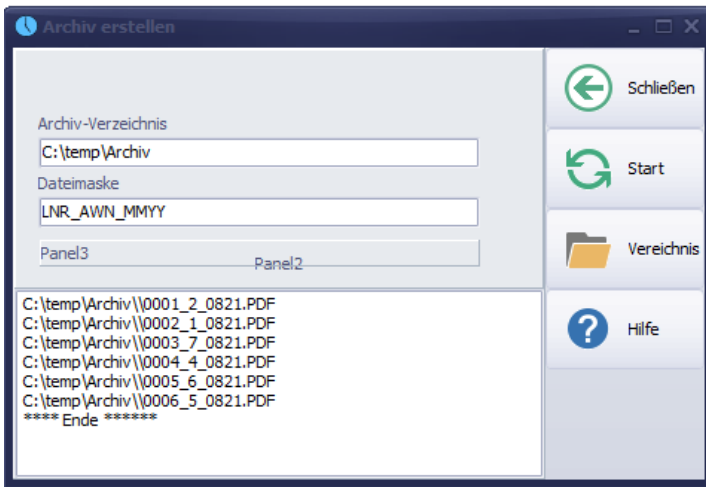 Archiv erstellen
Schließen
Archiv-Verzeichnis
C:\temp\Archiv
Start
Dateimaske
LNR_AWN_MMYY
Vereichnis
Panel3
Panel2
Hilfe
C:\temp\Archiv\\0001_2_0821.PDF
C:\temp\Archiv\\0002_1_0821.PDF
C:\temp\Archiv\\0003_7_0821.PDF
C:\temp\Archiv\\0004_4_0821.PDF
C:\temp\Archiv\\0005_6_0821.PDF
C:\temp\Archiv\\0006_5_0821.PDF
**** Ende ******